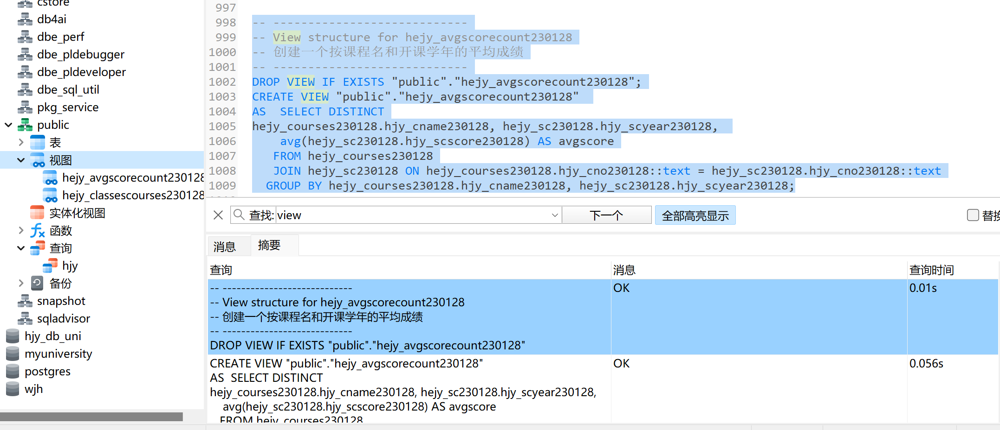 cstore
db4ai
dbe_perf
dbe_pldebugger
dbe_pldeveloper
dbe_sql_util
pkg_service
public
表
视图
hejy_avgscorecount230128
hejy_classescourses230128
实体化视图
函数
查询
hjy
备份
snapshot
sqladvisor
hjy_db_uni
myuniversity
postgres
wjh
997
998 -- ----------------------------
999 -- View structure for hejy_avgscorecount230128
1000 -- 创建一个按课程名和开课学年的平均成绩
1001 -- ----------------------------
1002 DROP VIEW IF EXISTS "public"."hejy_avgscorecount230128";
1003 CREATE VIEW "public"."hejy_avgscorecount230128"
1004 AS  SELECT DISTINCT
1005 hejy_courses230128.hjy_cname230128, hejy_sc230128.hjy_scyear230128,
1006     avg(hejy_sc230128.hjy_scscore230128) AS avgscore
1007    FROM hejy_courses230128
1008    JOIN hejy_sc230128 ON hejy_courses230128.hjy_cno230128::text = hejy_sc230128.hjy_cno230128::text
1009   GROUP BY hejy_courses230128.hjy_cname230128, hejy_sc230128.hjy_scyear230128;
查找: view 下一个 全部高亮显示 替换
消息 摘要
查询 消息 查询时间
-- ---------------------------- OK 0.01s
-- View structure for hejy_avgscorecount230128
-- 创建一个按课程名和开课学年的平均成绩
-- ----------------------------
DROP VIEW IF EXISTS "public"."hejy_avgscorecount230128"
CREATE VIEW "public"."hejy_avgscorecount230128" OK 0.056s
AS  SELECT DISTINCT
hejy_courses230128.hjy_cname230128, hejy_sc230128.hjy_scyear230128,
    avg(hejy_sc230128.hjy_scscore230128) AS avgscore
   FROM hejy_courses230128